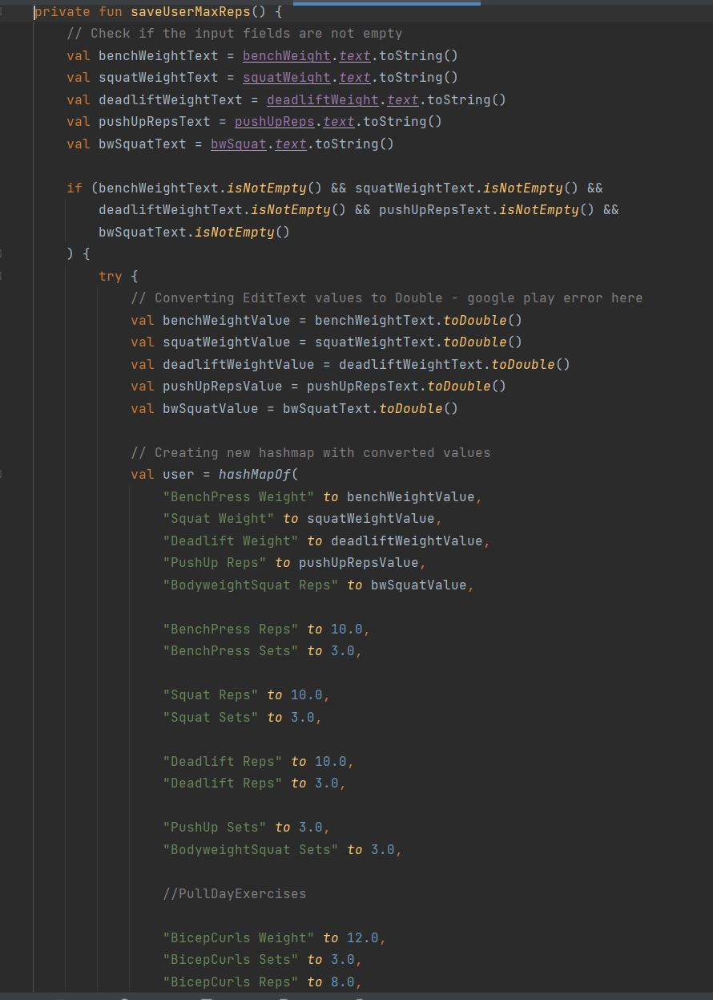 private fun saveUserMaxReps() {
    // Check if the input fields are not empty
    val benchWeightText = benchWeight.text.toString()
    val squatWeightText = squatWeight.text.toString()
    val deadliftWeightText = deadliftWeight.text.toString()
    val pushUpRepsText = pushUpReps.text.toString()
    val bwSquatText = bwSquat.text.toString()

    if (benchWeightText.isNotEmpty() && squatWeightText.isNotEmpty() &&
        deadliftWeightText.isNotEmpty() && pushUpRepsText.isNotEmpty() &&
        bwSquatText.isNotEmpty()
    ) {
        try {
            // Converting EditText values to Double - google play error here
            val benchWeightValue = benchWeightText.toDouble()
            val squatWeightValue = squatWeightText.toDouble()
            val deadliftWeightValue = deadliftWeightText.toDouble()
            val pushUpRepsValue = pushUpRepsText.toDouble()
            val bwSquatValue = bwSquatText.toDouble()

            // Creating new hashmap with converted values
            val user = hashMapOf(
                "BenchPress Weight" to benchWeightValue,
                "Squat Weight" to squatWeightValue,
                "Deadlift Weight" to deadliftWeightValue,
                "PushUp Reps" to pushUpRepsValue,
                "BodyweightSquat Reps" to bwSquatValue,

                "BenchPress Reps" to 10.0,
                "BenchPress Sets" to 3.0,

                "Squat Reps" to 10.0,
                "Squat Sets" to 3.0,

                "Deadlift Reps" to 10.0,
                "Deadlift Reps" to 3.0,

                "PushUp Sets" to 3.0,
                "BodyweightSquat Sets" to 3.0,

                //PullDayExercises

                "BicepCurls Weight" to 12.0,
                "BicepCurls Sets" to 3.0,
                "BicepCurls Reps" to 8.0,